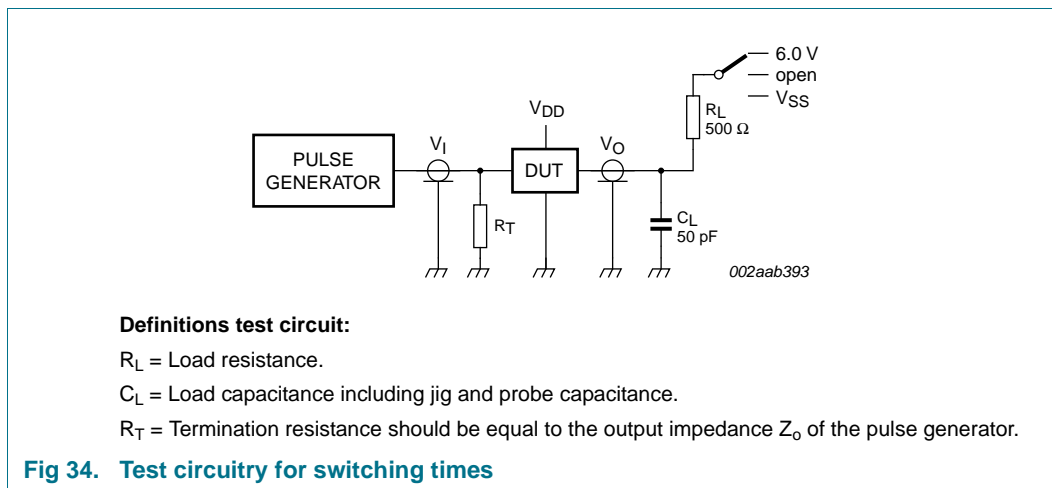 6.0 V
open
VSS
RL
500 Ω
VDD
VI
VO
PULSE
GENERATOR
DUT
RT
CL
50 pF
002aab393
Definitions test circuit:
RL = Load resistance.
CL = Load capacitance including jig and probe capacitance.
RT = Termination resistance should be equal to the output impedance Zo of the pulse generator.
Fig 34. Test circuitry for switching times